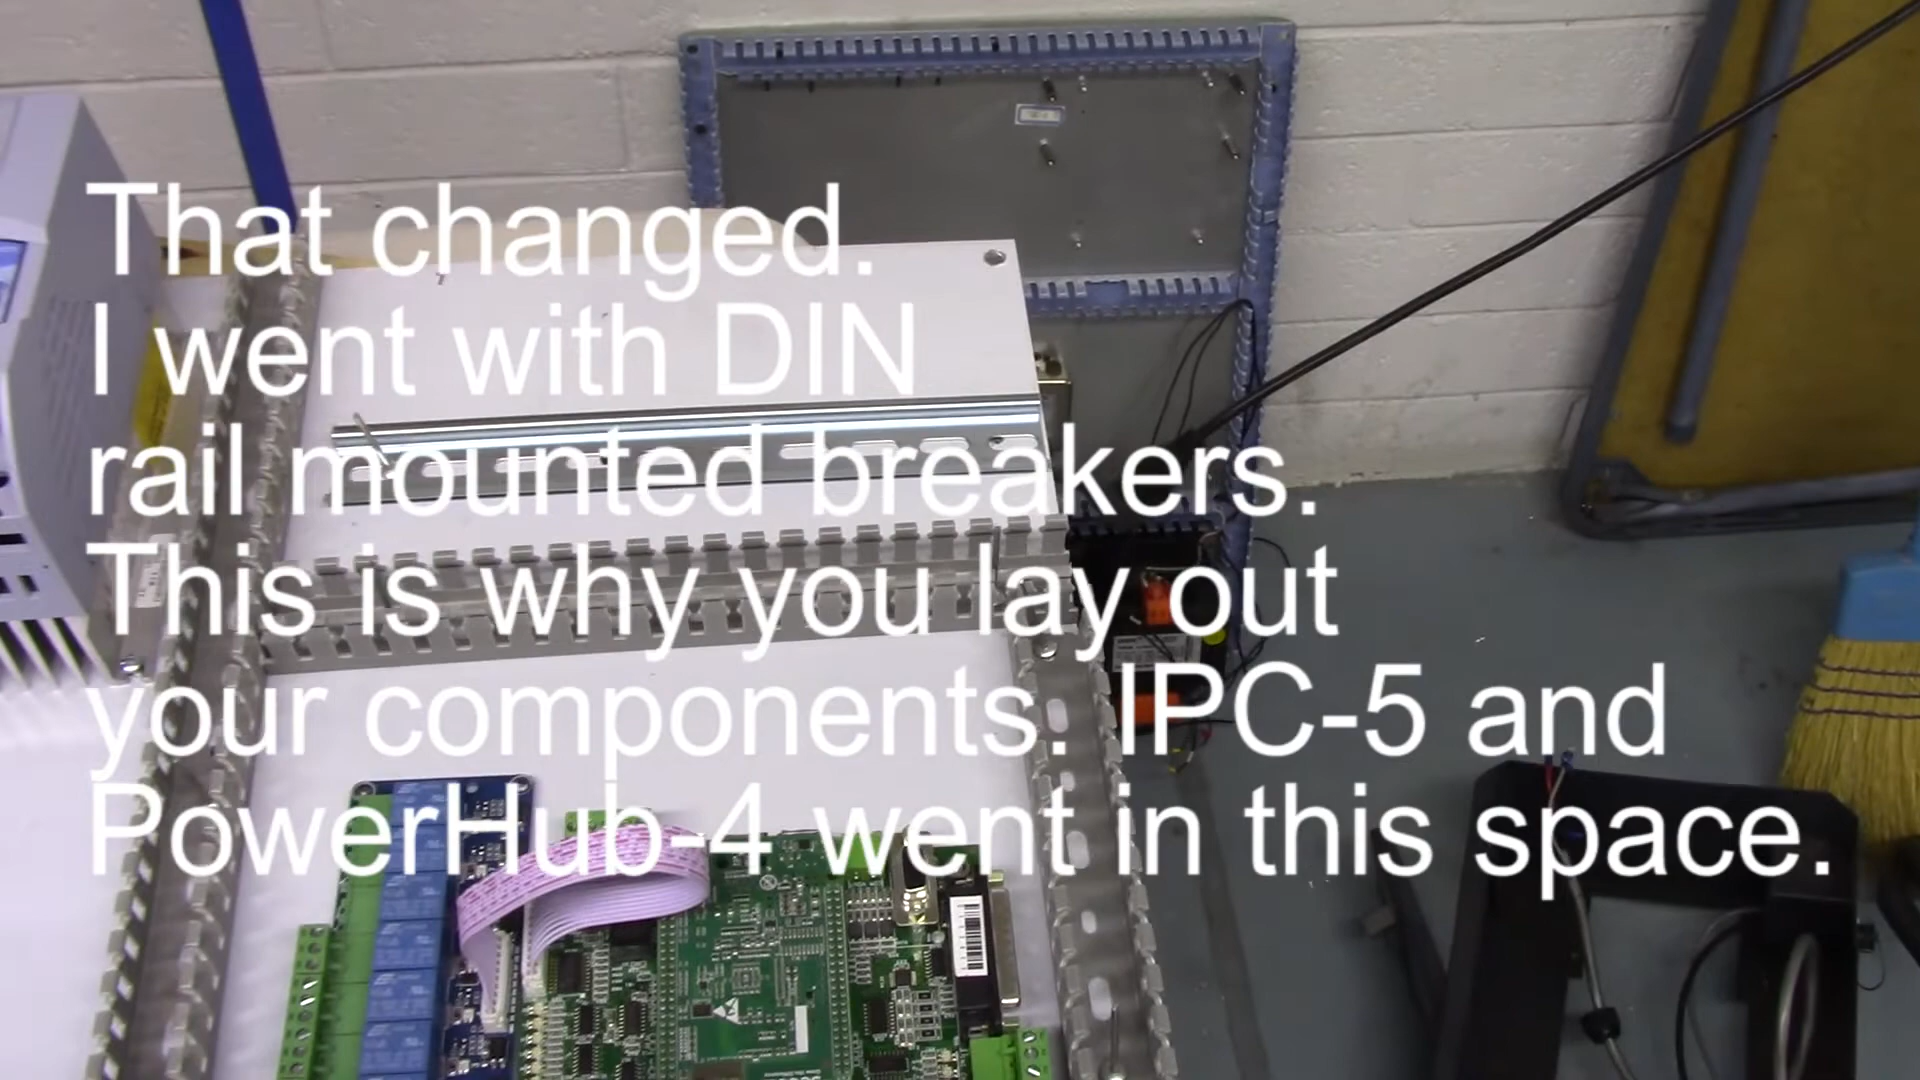 That changed.
I went with DIN
rail mounted breakers.
This is why you lay out
your components. IPC-5 and
PowerHub-4 went in this space.